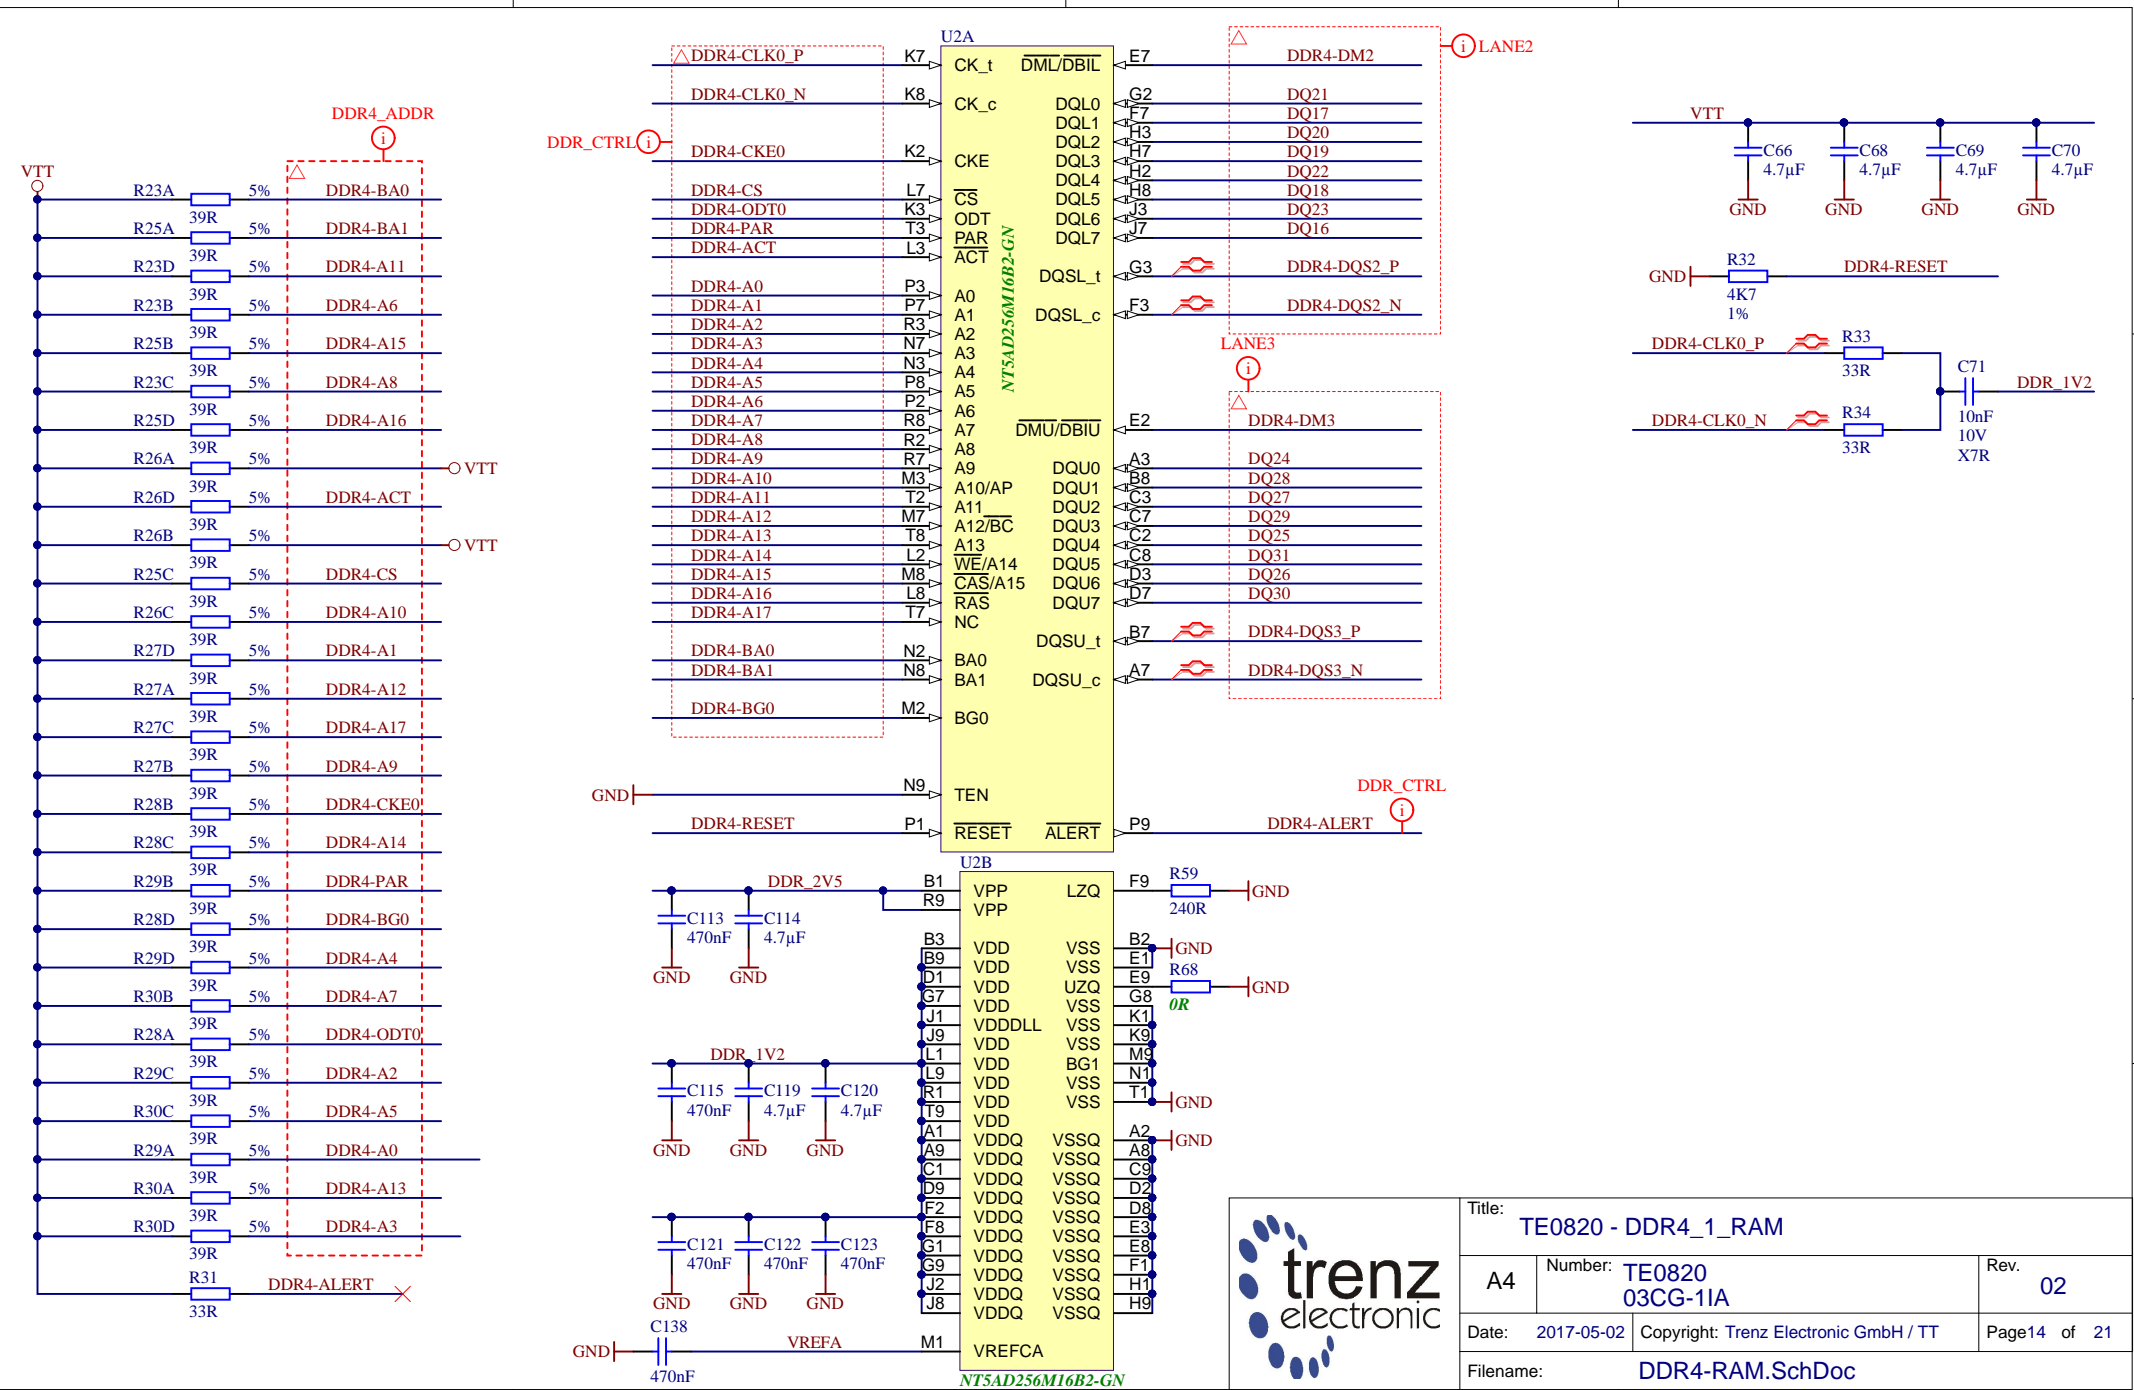 DDR4_ADDR
i
VTT
R23A 39R 5% DDR4-BA0
R25A 39R 5% DDR4-BA1
R23D 39R 5% DDR4-A11
R23B 39R 5% DDR4-A6
R25B 39R 5% DDR4-A15
R23C 39R 5% DDR4-A8
R25D 39R 5% DDR4-A16
R26A 39R 5% VTT
R26D 39R 5% DDR4-ACT
R26B 39R 5% VTT
R25C 39R 5% DDR4-CS
R26C 39R 5% DDR4-A10
R27D 39R 5% DDR4-A1
R27A 39R 5% DDR4-A12
R27C 39R 5% DDR4-A17
R27B 39R 5% DDR4-A9
R28B 39R 5% DDR4-CKE0
R28C 39R 5% DDR4-A14
R29B 39R 5% DDR4-PAR
R28D 39R 5% DDR4-BG0
R29D 39R 5% DDR4-A4
R30B 39R 5% DDR4-A7
R28A 39R 5% DDR4-ODT0
R29C 39R 5% DDR4-A2
R30C 39R 5% DDR4-A5
R29A 39R 5% DDR4-A0
R30A 39R 5% DDR4-A13
R30D 39R 5% DDR4-A3
R31 33R DDR4-ALERT
U2A
DDR_CTRL i
DDR4-CLK0_P K7 CK_t
DDR4-CLK0_N K8 CK_c
DDR4-CKE0 K2 CKE
DDR4-CS L7 CS
DDR4-ODT0 K3 ODT
DDR4-PAR T3 PAR
DDR4-ACT L3 ACT
DDR4-A0 P3 A0
DDR4-A1 P7 A1
DDR4-A2 R3 A2
DDR4-A3 N7 A3
DDR4-A4 N3 A4
DDR4-A5 P8 A5
DDR4-A6 P2 A6
DDR4-A7 R8 A7
DDR4-A8 R2 A8
DDR4-A9 R7 A9
DDR4-A10 M3 A10/AP
DDR4-A11 T2 A11
DDR4-A12 M7 A12/BC
DDR4-A13 T8 A13
DDR4-A14 L2 WE/A14
DDR4-A15 M8 CAS/A15
DDR4-A16 L8 RAS
DDR4-A17 T7 NC
DDR4-BA0 N2 BA0
DDR4-BA1 N8 BA1
DDR4-BG0 M2 BG0
GND N9 TEN
DDR4-RESET P1 RESET
NT5AD256M16B2-GN
i LANE2
DML/DBIL E7 DDR4-DM2
DQL0 G2 DQ21
DQL1 F7 DQ17
DQL2 H3 DQ20
DQL3 H7 DQ19
DQL4 H2 DQ22
DQL5 H8 DQ18
DQL6 J3 DQ23
DQL7 J7 DQ16
DQSL_t G3 DDR4-DQS2_P
DQSL_c F3 DDR4-DQS2_N
LANE3
i
DMU/DBIU E2 DDR4-DM3
DQU0 A3 DQ24
DQU1 B8 DQ28
DQU2 C3 DQ27
DQU3 C7 DQ29
DQU4 C2 DQ25
DQU5 C8 DQ31
DQU6 D3 DQ26
DQU7 D7 DQ30
DQSU_t B7 DDR4-DQS3_P
DQSU_c A7 DDR4-DQS3_N
DDR_CTRL
i
ALERT P9 DDR4-ALERT
VTT
C66 C68 C69 C70
4.7µF 4.7µF 4.7µF 4.7µF
GND GND GND GND
GND R32 DDR4-RESET
4K7
1%
DDR4-CLK0_P R33
33R
C71 DDR_1V2
DDR4-CLK0_N R34
33R
10nF
10V
X7R
U2B
DDR_2V5
C113 C114
470nF 4.7µF
GND GND
B1 VPP
R9 VPP
B3 VDD
B9 VDD
D1 VDD
G7 VDD
J1 VDDDLL
J9 VDD
DDR_1V2
C115 C119 C120
470nF 4.7µF 4.7µF
GND GND GND
L1 VDD
L9 VDD
R1 VDD
T9 VDD
A1 VDDQ
A9 VDDQ
C1 VDDQ
D9 VDDQ
F2 VDDQ
F8 VDDQ
G1 VDDQ
G9 VDDQ
J2 VDDQ
J8 VDDQ
C121 C122 C123
470nF 470nF 470nF
GND GND GND
GND C138 VREFA M1 VREFCA
470nF
LZQ F9 R59 GND
240R
VSS B2 GND
VSS E1
UZQ E9 R68 GND
0R
VSS G8
VSS K1
VSS K9
BG1 M9
VSS N1
VSS T1 GND
VSSQ A2 GND
VSSQ A8
VSSQ C9
VSSQ D2
VSSQ D8
VSSQ E3
VSSQ E8
VSSQ F1
VSSQ H1
VSSQ H9
NT5AD256M16B2-GN
trenz
electronic
Title:
TE0820 - DDR4_1_RAM
A4 Number: TE0820
03CG-1IA
Rev.
02
Date: 2017-05-02 Copyright: Trenz Electronic GmbH / TT Page14 of 21
Filename: DDR4-RAM.SchDoc